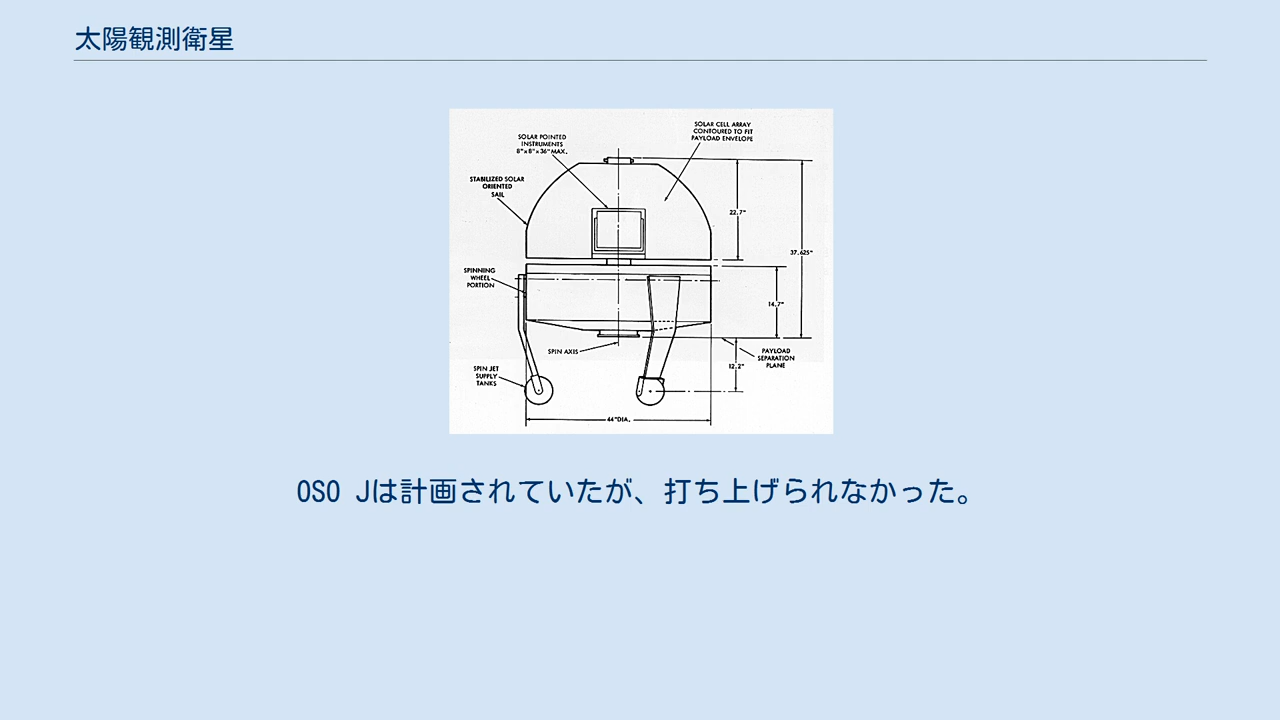 太陽観測衛星
SOLAR POINTED
INSTRUMENTS
8"x8"x36"MAX.
SOLAR CELL ARRAY
CONTOURED TO FIT
PAYLOAD ENVELOPE
STABILIZED SOLAR
ORIENTED
SAIL
22.7"
37.625"
SPINNING
WHEEL
PORTION
14.7"
SPIN AXIS
PAYLOAD
SEPARATION
PLANE
12.2"
SPIN JET
SUPPLY
TANKS
44"DIA.
OSO Jは計画されていたが、打ち上げられなかった。